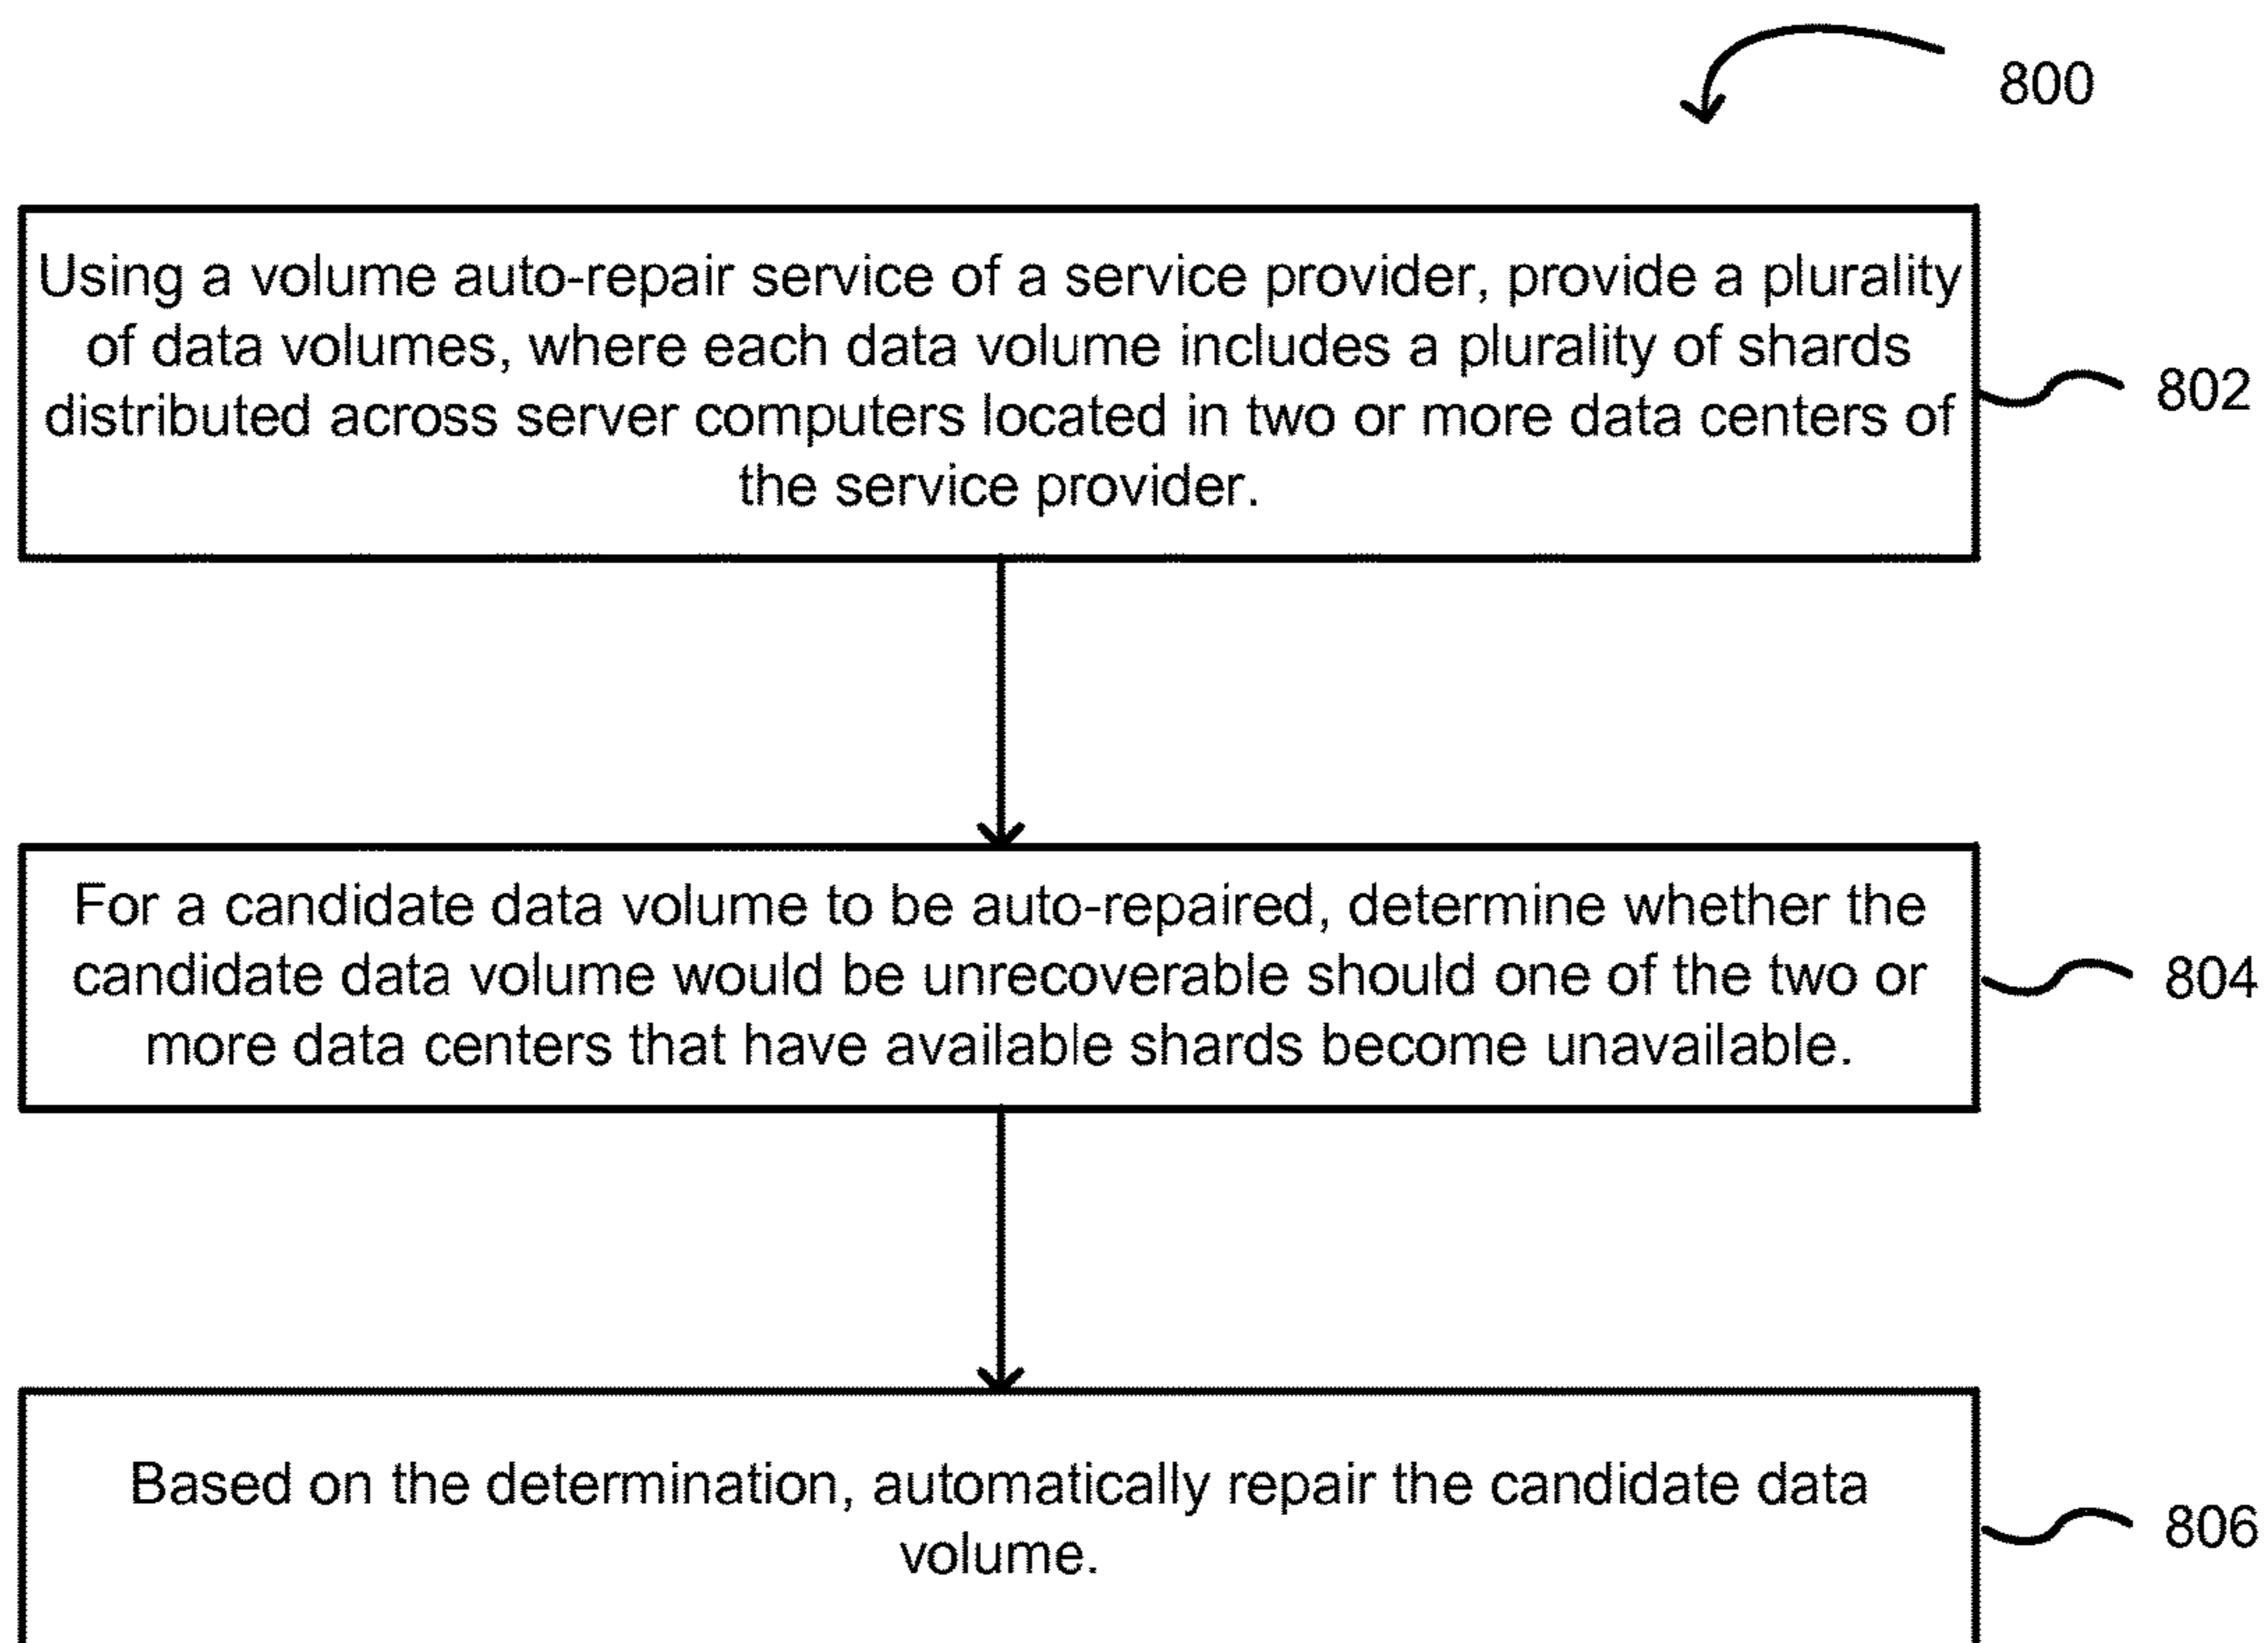 800
Using a volume auto-repair service of a service provider, provide a plurality
of data volumes, where each data volume includes a plurality of shards
distributed across server computers located in two or more data centers of
the service provider.
802
For a candidate data volume to be auto-repaired, determine whether the
candidate data volume would be unrecoverable should one of the two or
more data centers that have available shards become unavailable.
804
Based on the determination, automatically repair the candidate data
volume.
806